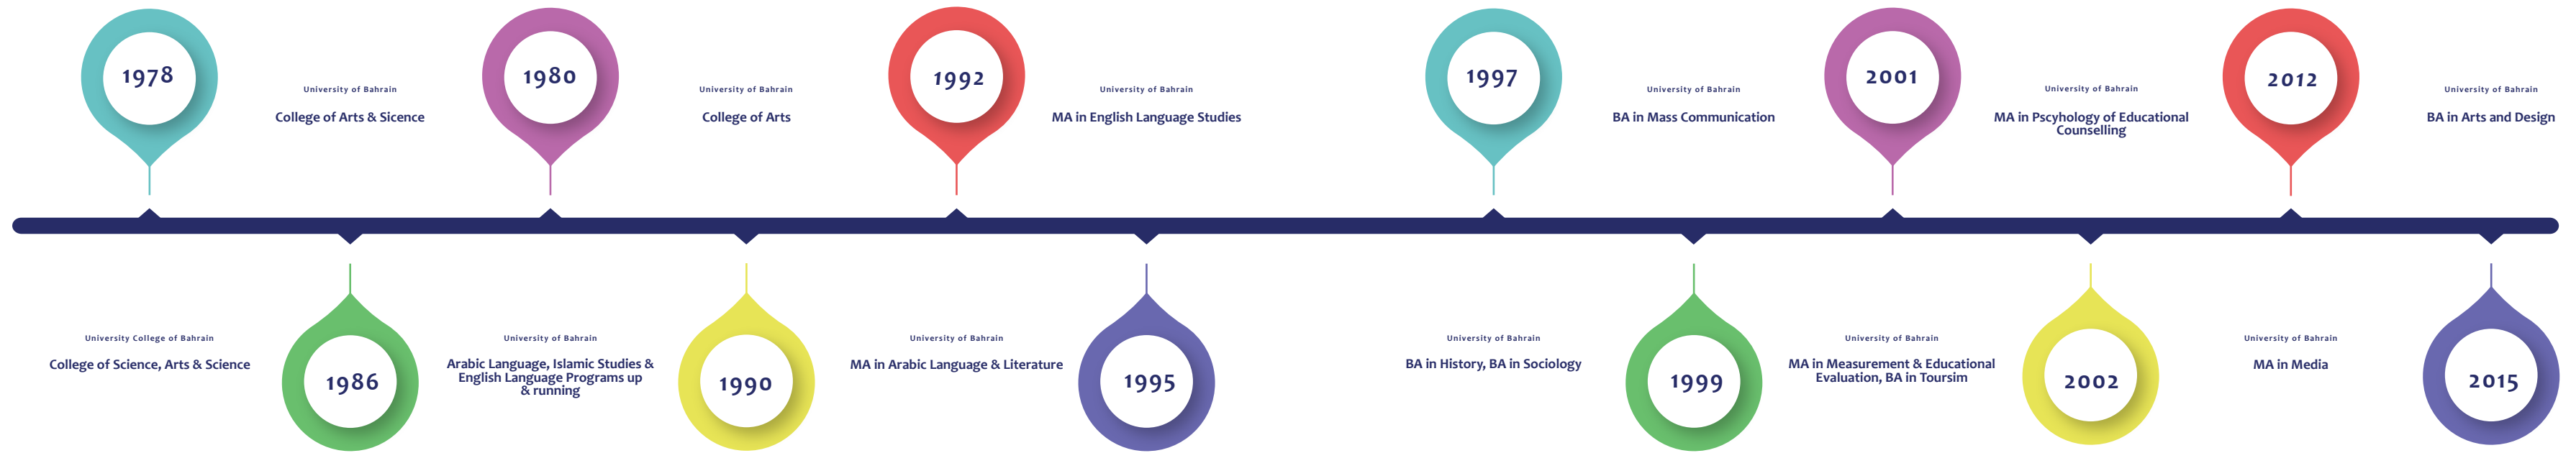 1978
University of Bahrain
College of Arts & Sicence
1980
University of Bahrain
College of Arts
1992
University of Bahrain
MA in English Language Studies
1997
University of Bahrain
BA in Mass Communication
2001
University of Bahrain
MA in Pscyhology of Educational
Counselling
2012
University of Bahrain
BA in Arts and Design
University College of Bahrain
College of Science, Arts & Science
1986
University of Bahrain
Arabic Language, Islamic Studies &
English Language Programs up
& running
1990
University of Bahrain
MA in Arabic Language & Literature
1995
University of Bahrain
BA in History, BA in Sociology
1999
University of Bahrain
MA in Measurement & Educational
Evaluation, BA in Toursim
2002
University of Bahrain
MA in Media
2015